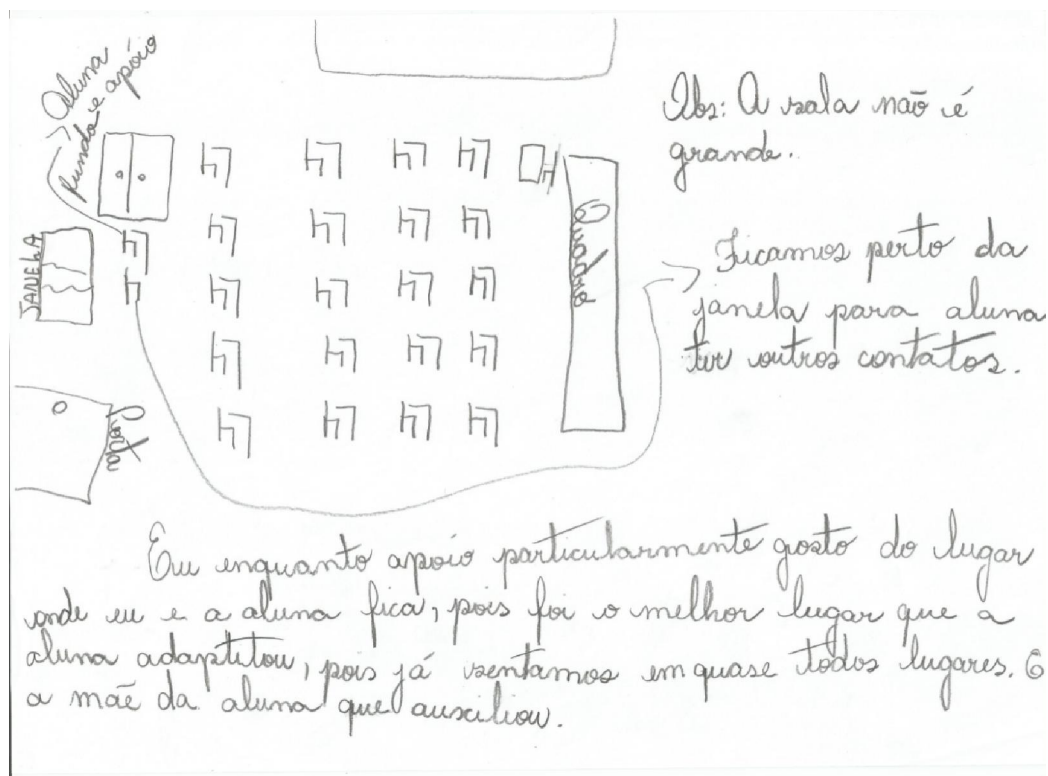 Aluna
fundo e apóio
JANELA
Porta
Quadro
Obs: A sala não é
grande.
Ficamos perto da
janela para aluna
ter outros contatos.
Eu enquanto apoio particularmente gosto do lugar
onde eu e a aluna fica, pois foi o melhor lugar que a
aluna adaptitou, pois já sentamos em quase todos lugares. E
a mãe da aluna que auxiliou.